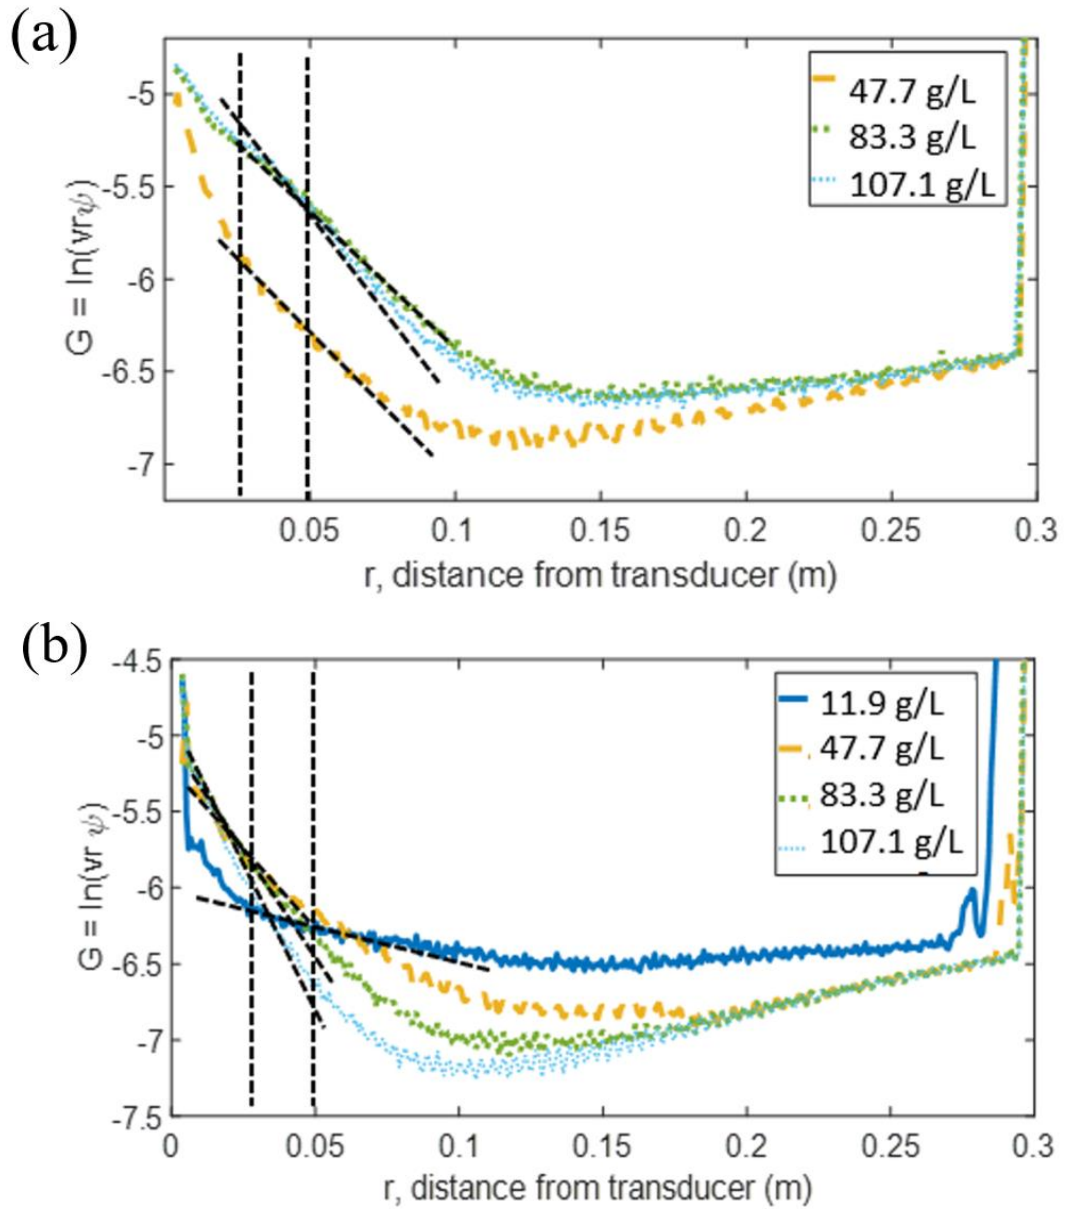 (a)
G = ln(vrψ)
-5
-5.5
-6
-6.5
-7
47.7 g/L
83.3 g/L
107.1 g/L
0.05 0.1 0.15 0.2 0.25 0.3
r, distance from transducer (m)
(b)
G = ln(vr ψ)
-4.5
-5
-5.5
-6
-6.5
-7
-7.5
11.9 g/L
47.7 g/L
83.3 g/L
107.1 g/L
0 0.05 0.1 0.15 0.2 0.25 0.3
r, distance from transducer (m)